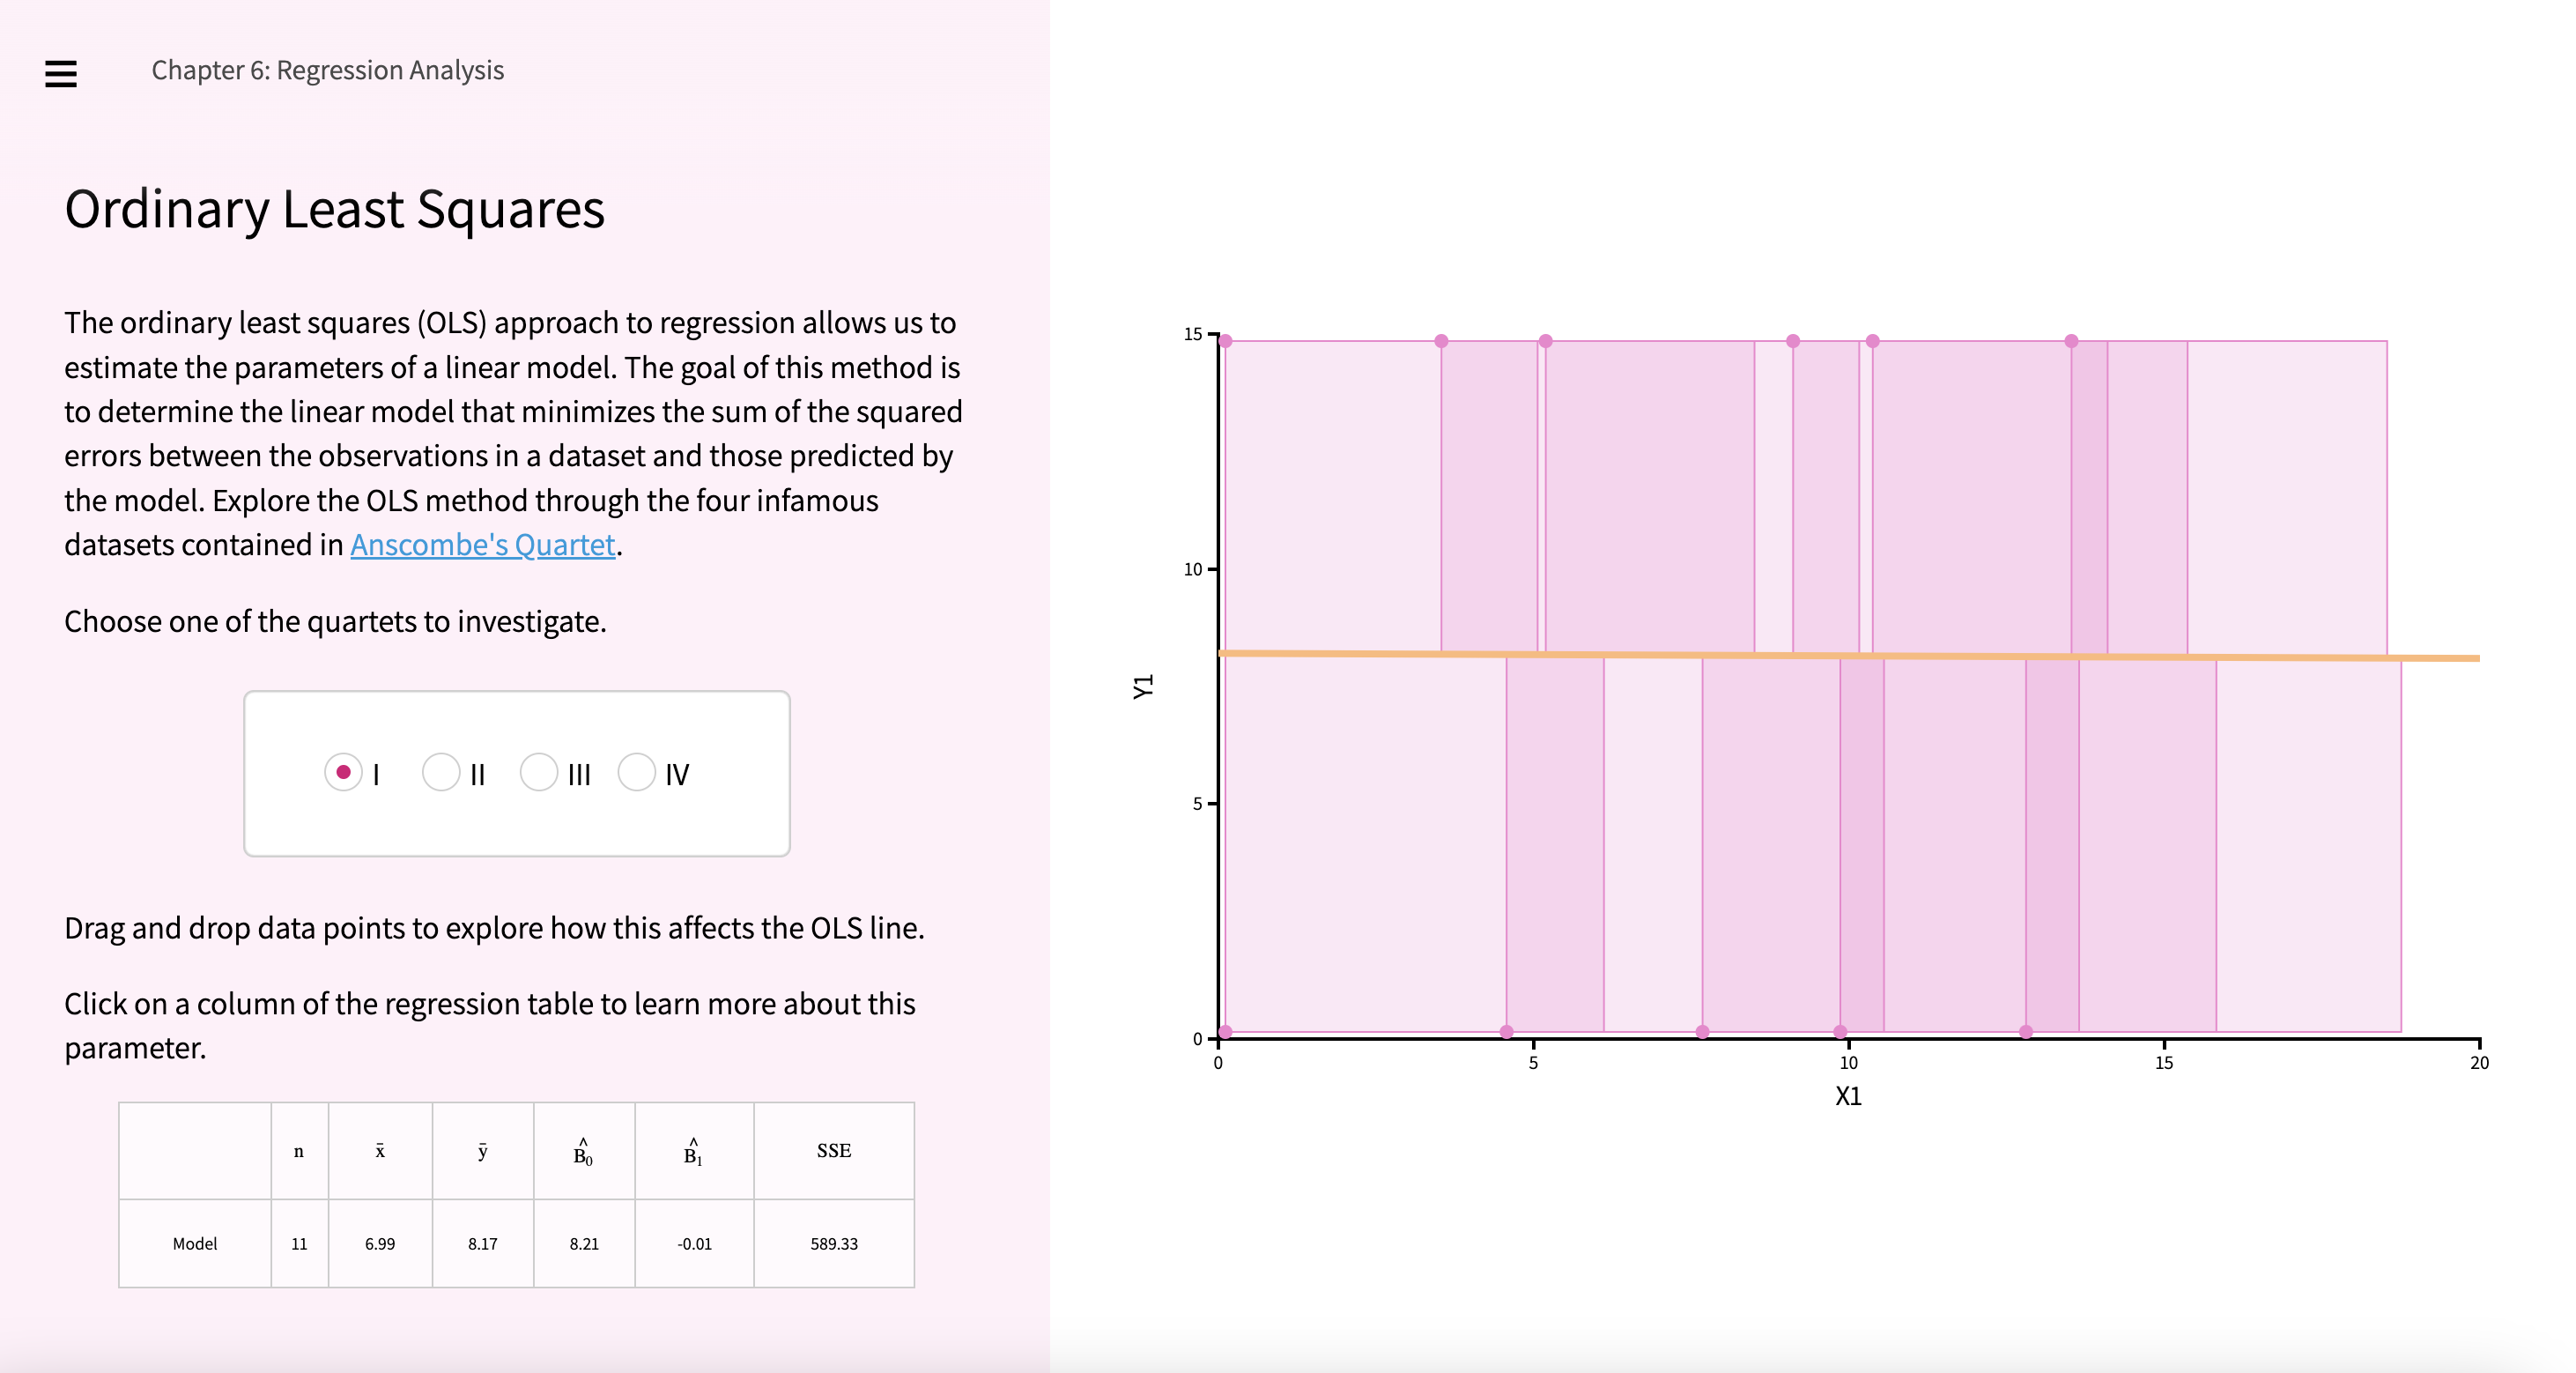 Chapter 6: Regression Analysis
Ordinary Least Squares
The ordinary least squares (OLS) approach to regression allows us to
estimate the parameters of a linear model. The goal of this method is
to determine the linear model that minimizes the sum of the squared
errors between the observations in a dataset and those predicted by
the model. Explore the OLS method through the four infamous
datasets contained in Anscombe's Quartet.
Choose one of the quartets to investigate.
I II III IV
Drag and drop data points to explore how this affects the OLS line.
Click on a column of the regression table to learn more about this
parameter.
n x̄ ȳ B̂₀ B̂₁ SSE
Model 11 6.99 8.17 8.21 -0.01 589.33
15
10
5
0
Y1
0 5 10 15 20
X1